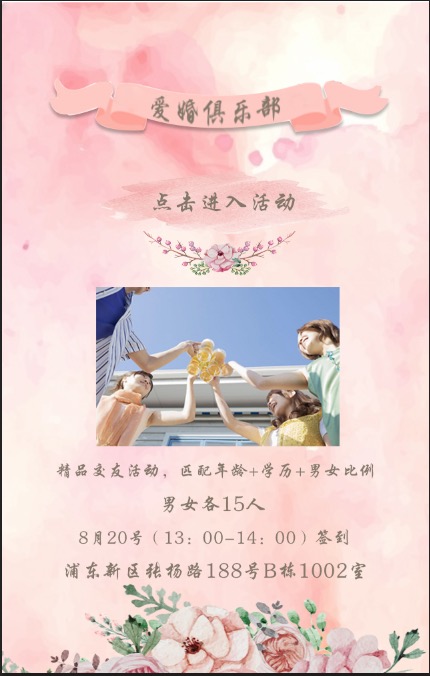 爱婚俱乐部
点击进入活动
精品交友活动，匹配年龄+学历+男女比例
男女各15人
8月20号（13：00-14：00）签到
浦东新区张杨路188号B栋1002室